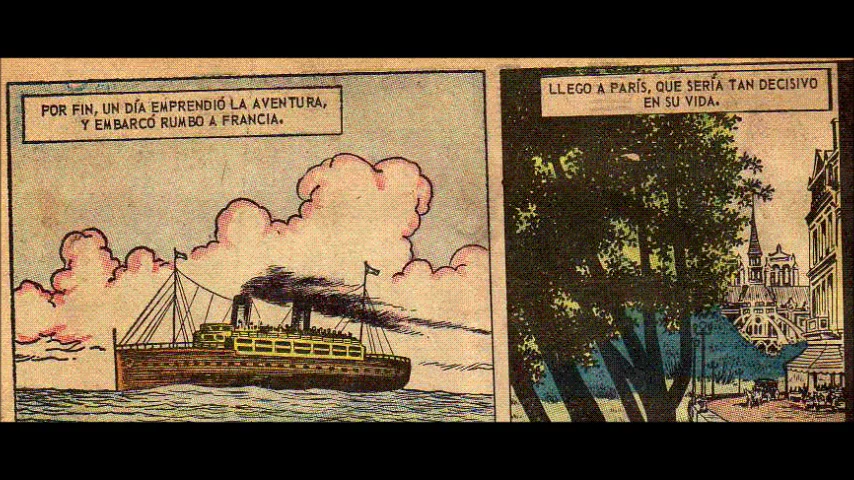 POR FIN, UN DÍA EMPRENDIÓ LA AVENTURA,
Y EMBARCÓ RUMBO A FRANCIA.
LLEGO A PARÍS, QUE SERÍA TAN DECISIVO
EN SU VIDA.